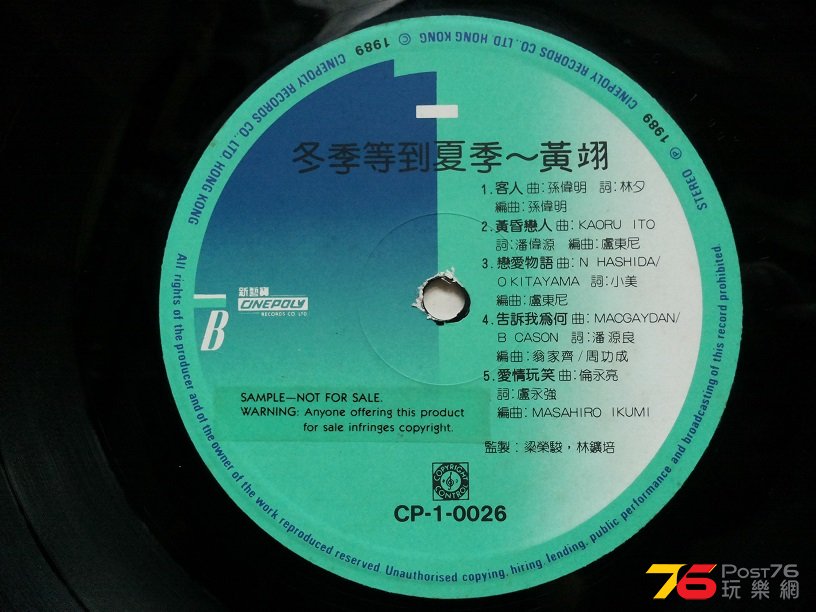 冬季等到夏季～黃翊
1. 客人 曲:孫偉明 詞:林夕
編曲:孫偉明
2. 黃昏戀人 曲: KAORU ITO
詞:潘偉源 編曲:盧東尼
3. 戀愛物語 曲: N HASHIDA/
O KITAYAMA 詞:小美
編曲:盧東尼
4. 告訴我為何 曲: MACGAYDAN/
B CASON 詞:潘源良
編曲:翁家齊/周功成
5. 愛情玩笑 曲:倫永亮
詞:盧永強
編曲: MASAHIRO IKUMI
監製:梁榮駿,林鑛培
新藝寶
CINEPOLY
RECORDS CO LTD
B
SAMPLE—NOT FOR SALE.
WARNING: Anyone offering this product
for sale infringes copyright.
COPYRIGHT CONTROL
CP-1-0026
STEREO Ⓟ 1989 CINEPOLY RECORDS CO., LTD. HONG KONG © 1989 CINEPOLY RECORDS CO., LTD. HONG KONG
All rights of the producer and of the owner of the work reproduced reserved. Unauthorised copying, hiring, lending, public performance and broadcasting of this record prohibited.
76 Post76
玩樂網